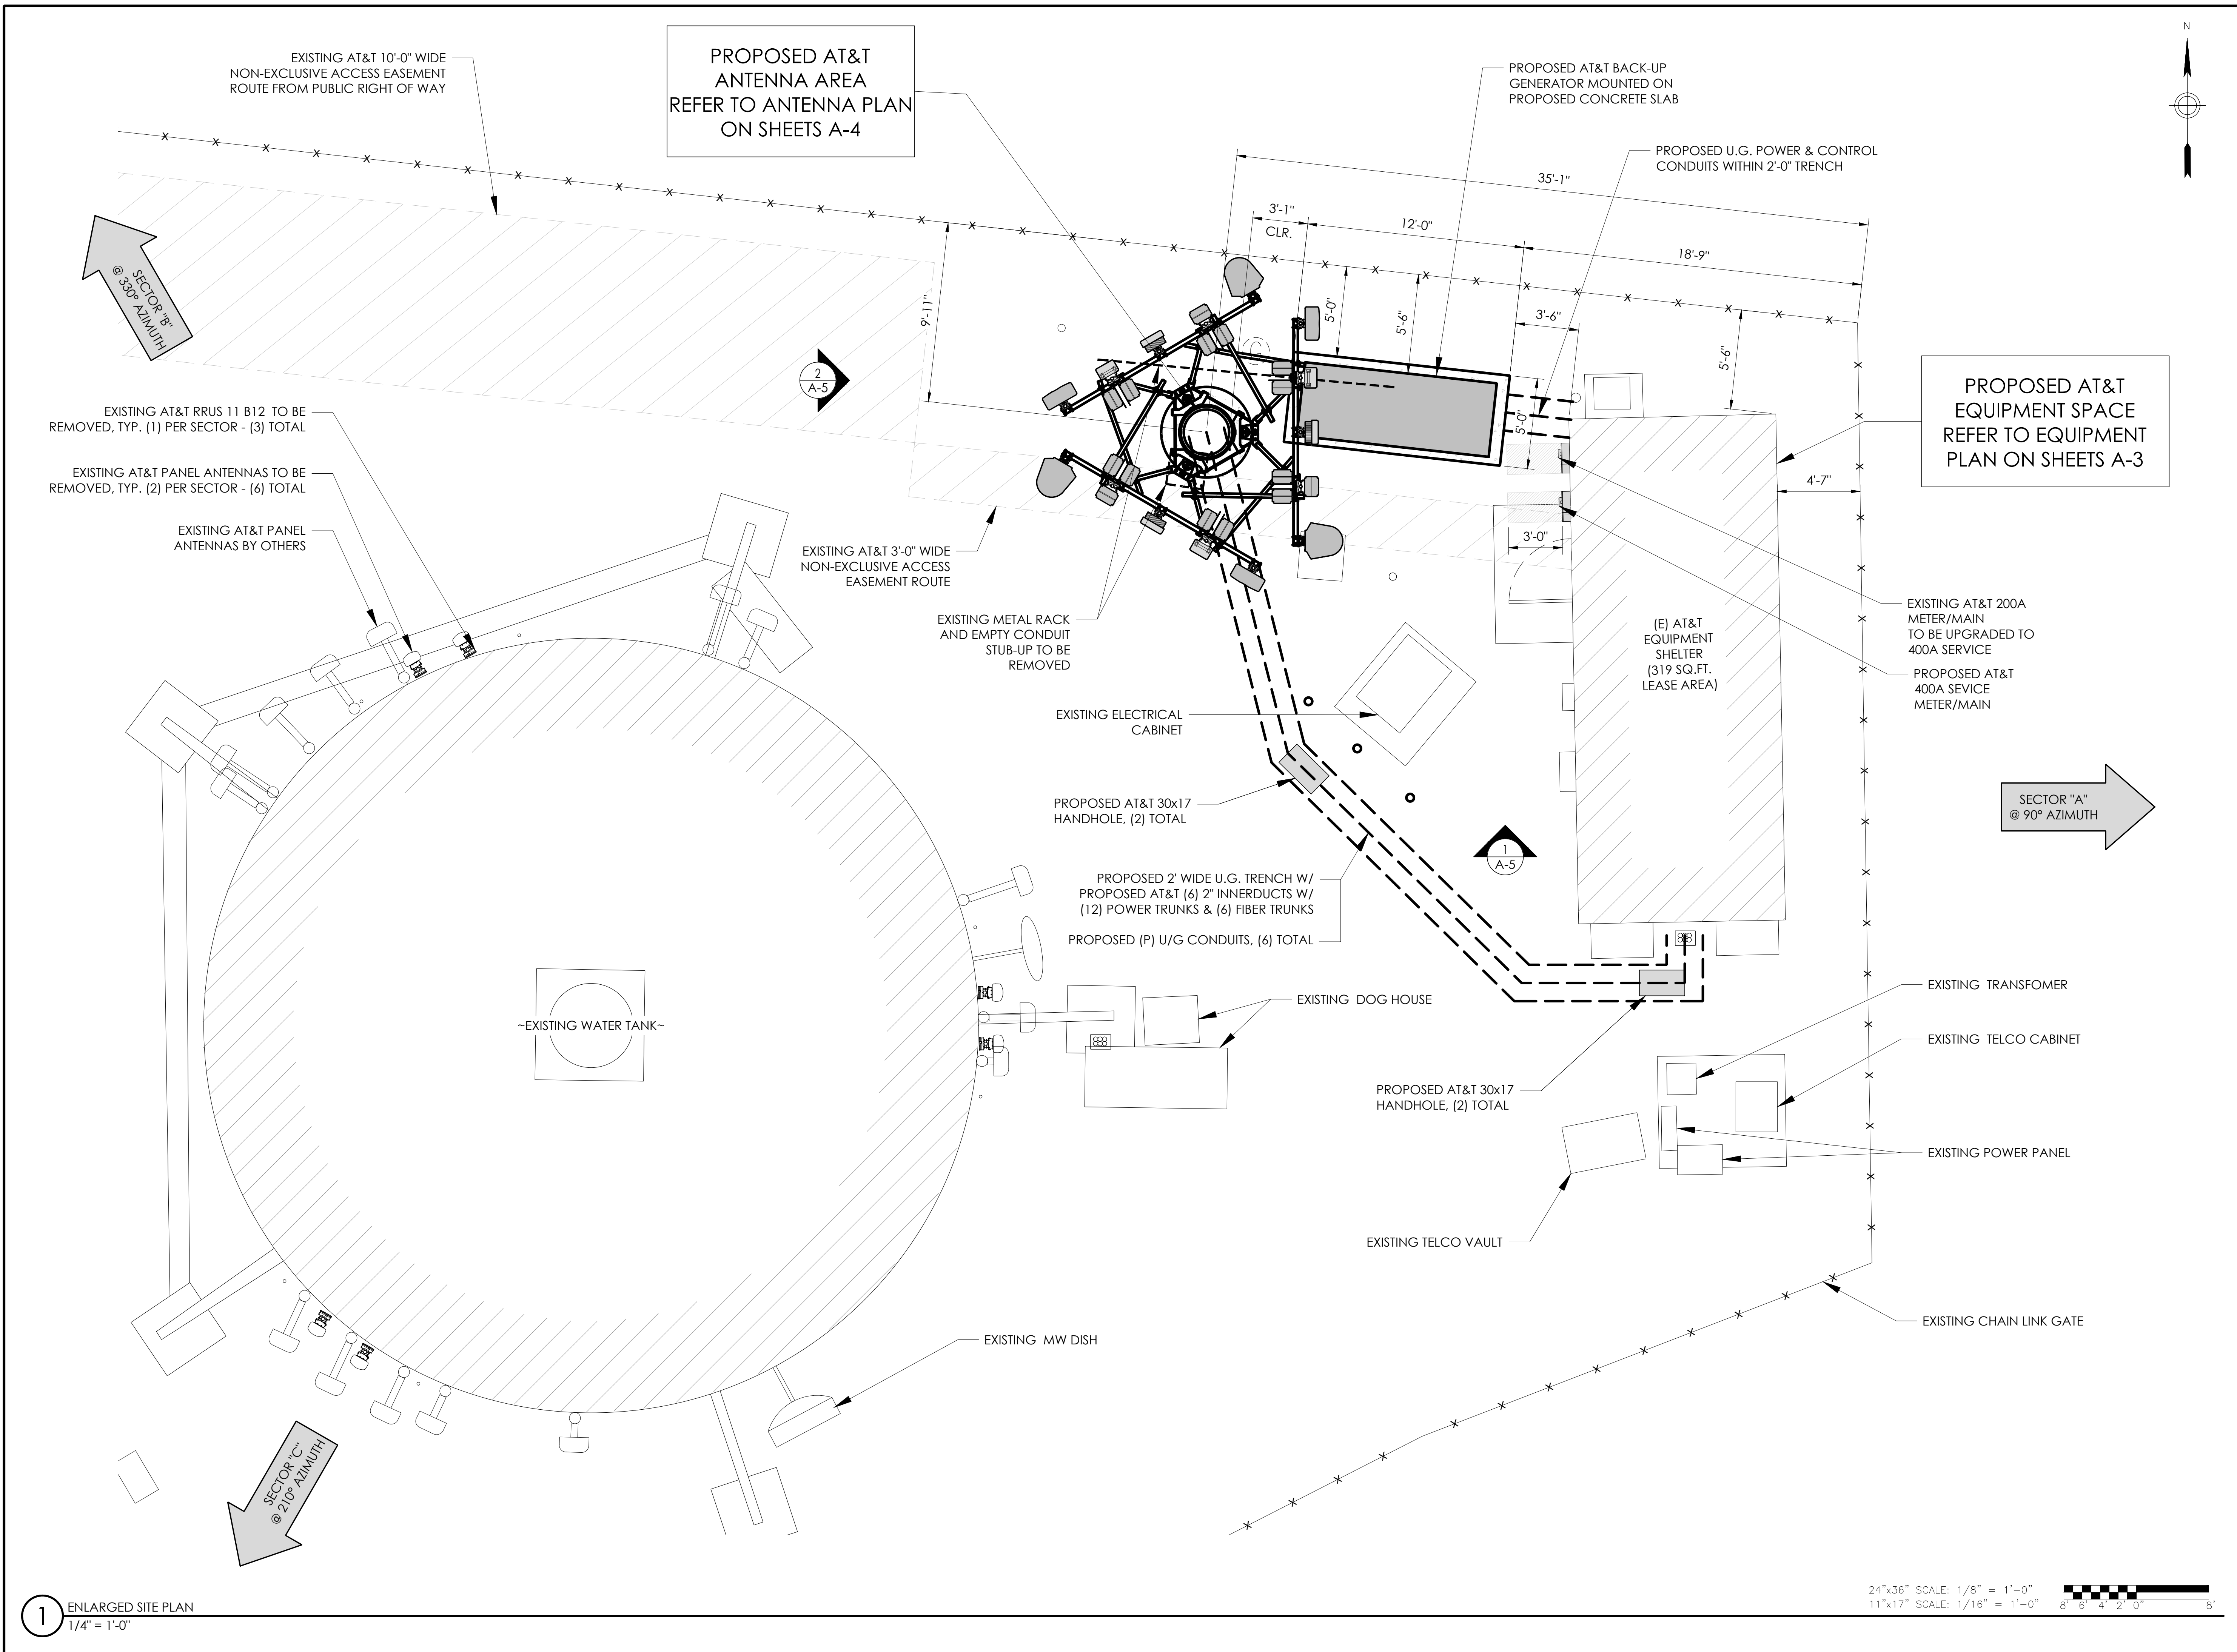 EXISTING AT&T 10'-0" WIDE
NON-EXCLUSIVE ACCESS EASEMENT
ROUTE FROM PUBLIC RIGHT OF WAY
PROPOSED AT&T
ANTENNA AREA
REFER TO ANTENNA PLAN
ON SHEETS A-4
PROPOSED AT&T BACK-UP
GENERATOR MOUNTED ON
PROPOSED CONCRETE SLAB
N
PROPOSED U.G. POWER & CONTROL
CONDUITS WITHIN 2'-0" TRENCH
35'-1"
3'-1"
CLR.
12'-0"
18'-9"
SECTOR "B"
@ 330° AZIMUTH
9'-11"
5'-0"
5'-6"
3'-6"
5'-6"
5'-0"
2
A-5
PROPOSED AT&T
EQUIPMENT SPACE
REFER TO EQUIPMENT
PLAN ON SHEETS A-3
EXISTING AT&T RRUS 11 B12 TO BE
REMOVED, TYP. (1) PER SECTOR - (3) TOTAL
EXISTING AT&T PANEL ANTENNAS TO BE
REMOVED, TYP. (2) PER SECTOR - (6) TOTAL
4'-7"
EXISTING AT&T PANEL
ANTENNAS BY OTHERS
3'-0"
EXISTING AT&T 3'-0" WIDE
NON-EXCLUSIVE ACCESS
EASEMENT ROUTE
EXISTING METAL RACK
AND EMPTY CONDUIT
STUB-UP TO BE
REMOVED
(E) AT&T
EQUIPMENT
SHELTER
(319 SQ.FT.
LEASE AREA)
EXISTING AT&T 200A
METER/MAIN
TO BE UPGRADED TO
400A SERVICE
PROPOSED AT&T
400A SEVICE
METER/MAIN
EXISTING ELECTRICAL
CABINET
PROPOSED AT&T 30x17
HANDHOLE, (2) TOTAL
SECTOR "A"
@ 90° AZIMUTH
1
A-5
PROPOSED 2' WIDE U.G. TRENCH W/
PROPOSED AT&T (6) 2" INNERDUCTS W/
(12) POWER TRUNKS & (6) FIBER TRUNKS
PROPOSED (P) U/G CONDUITS, (6) TOTAL
~EXISTING WATER TANK~
EXISTING DOG HOUSE
EXISTING TRANSFOMER
EXISTING TELCO CABINET
PROPOSED AT&T 30x17
HANDHOLE, (2) TOTAL
EXISTING POWER PANEL
EXISTING TELCO VAULT
EXISTING CHAIN LINK GATE
EXISTING MW DISH
SECTOR "C"
@ 210° AZIMUTH
1
ENLARGED SITE PLAN
1/4" = 1'-0"
24"x36" SCALE: 1/8" = 1'-0"
11"x17" SCALE: 1/16" = 1'-0"
8' 6' 4' 2' 0" 8'